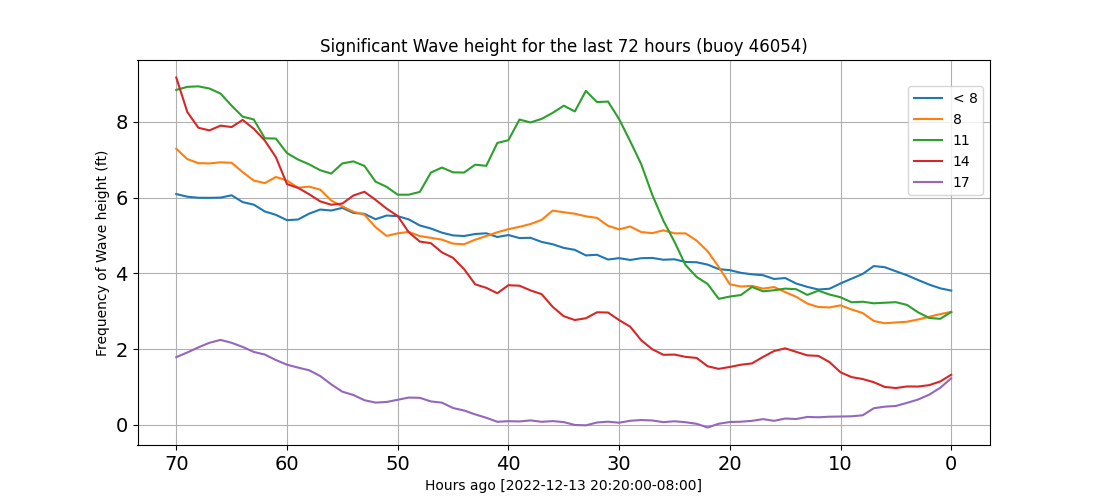 Significant Wave height for the last 72 hours (buoy 46054)
Frequency of Wave height (ft)
8
6
4
2
0
< 8
8
11
14
17
70 60 50 40 30 20 10 0
Hours ago [2022-12-13 20:20:00-08:00]